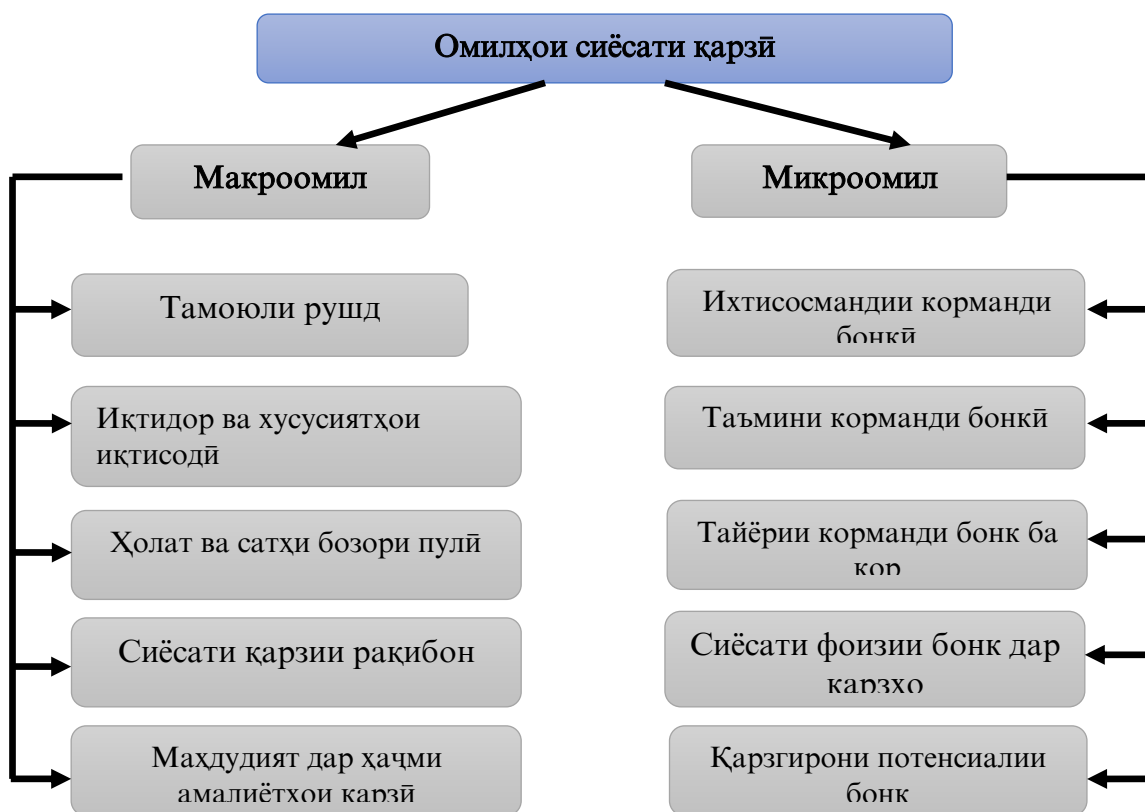 Омилҳои сиёсати қарзӣ
Макроомил
Микроомил
Тамоюли рушд
Иқтидор ва хусусиятҳои
иқтисодӣ
Ҳолат ва сатҳи бозори пулӣ
Сиёсати қарзии рақибон
Маҳдудият дар ҳаҷми
амалиётҳои қарзӣ
Ихтисосмандии корманди
бонкӣ
Таъмини корманди бонкӣ
Тайёрии корманди бонк ба
кор
Сиёсати фоизии бонк дар
қарзҳо
Қарзгирони потенсиалии
бонк